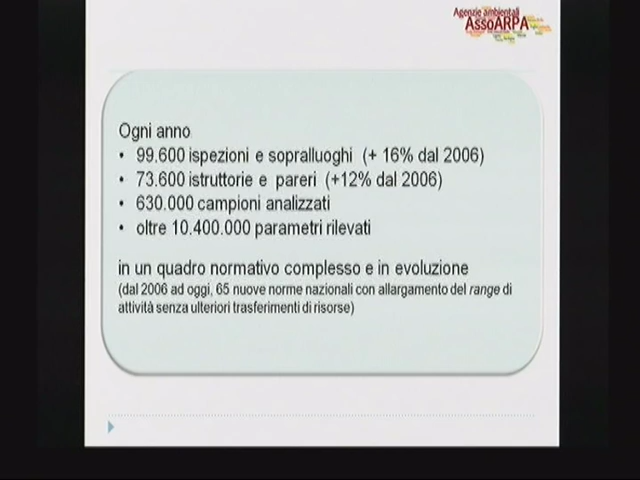 Agenzie ambientali
AssoARPA
Ogni anno
• 99.600 ispezioni e sopralluoghi (+ 16% dal 2006)
• 73.600 istruttorie e pareri (+12% dal 2006)
• 630.000 campioni analizzati
• oltre 10.400.000 parametri rilevati
in un quadro normativo complesso e in evoluzione
(dal 2006 ad oggi, 65 nuove norme nazionali con allargamento del range di
attività senza ulteriori trasferimenti di risorse)